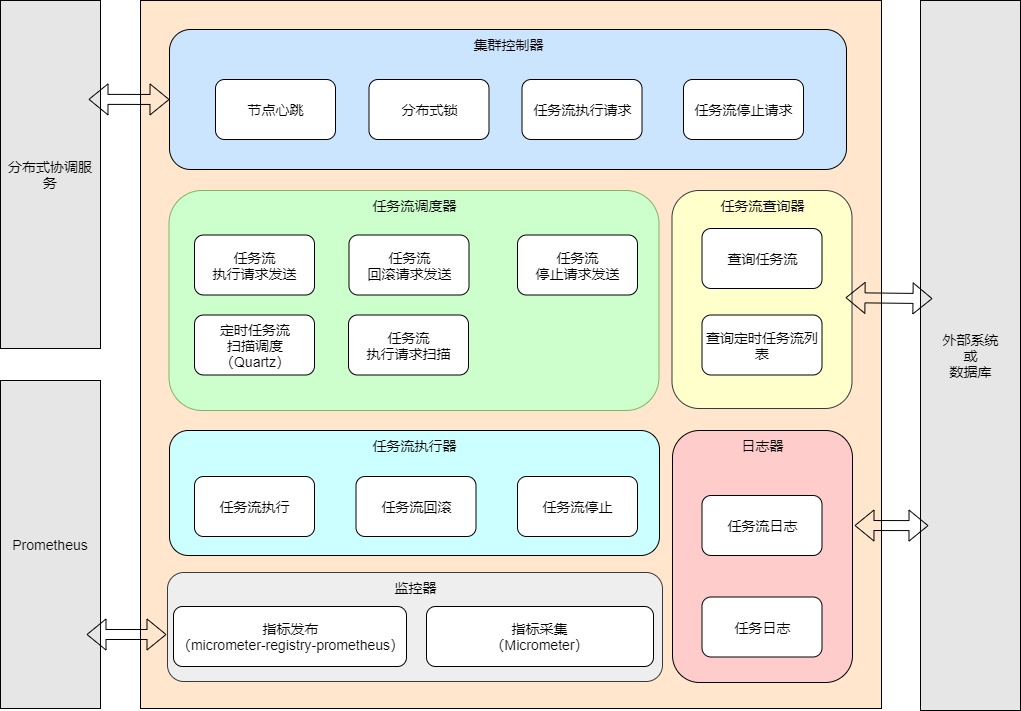 集群控制器
节点心跳
分布式锁
任务流执行请求
任务流停止请求
分布式协调服
务
任务流调度器
任务流
执行请求发送
任务流
回滚请求发送
任务流
停止请求发送
定时任务流
扫描调度
（Quartz）
任务流
执行请求扫描
任务流查询器
查询任务流
查询定时任务流列
表
外部系统
或
数据库
任务流执行器
任务流执行
任务流回滚
任务流停止
日志器
任务流日志
任务日志
Prometheus
监控器
指标发布
（micrometer-registry-prometheus）
指标采集
（Micrometer）